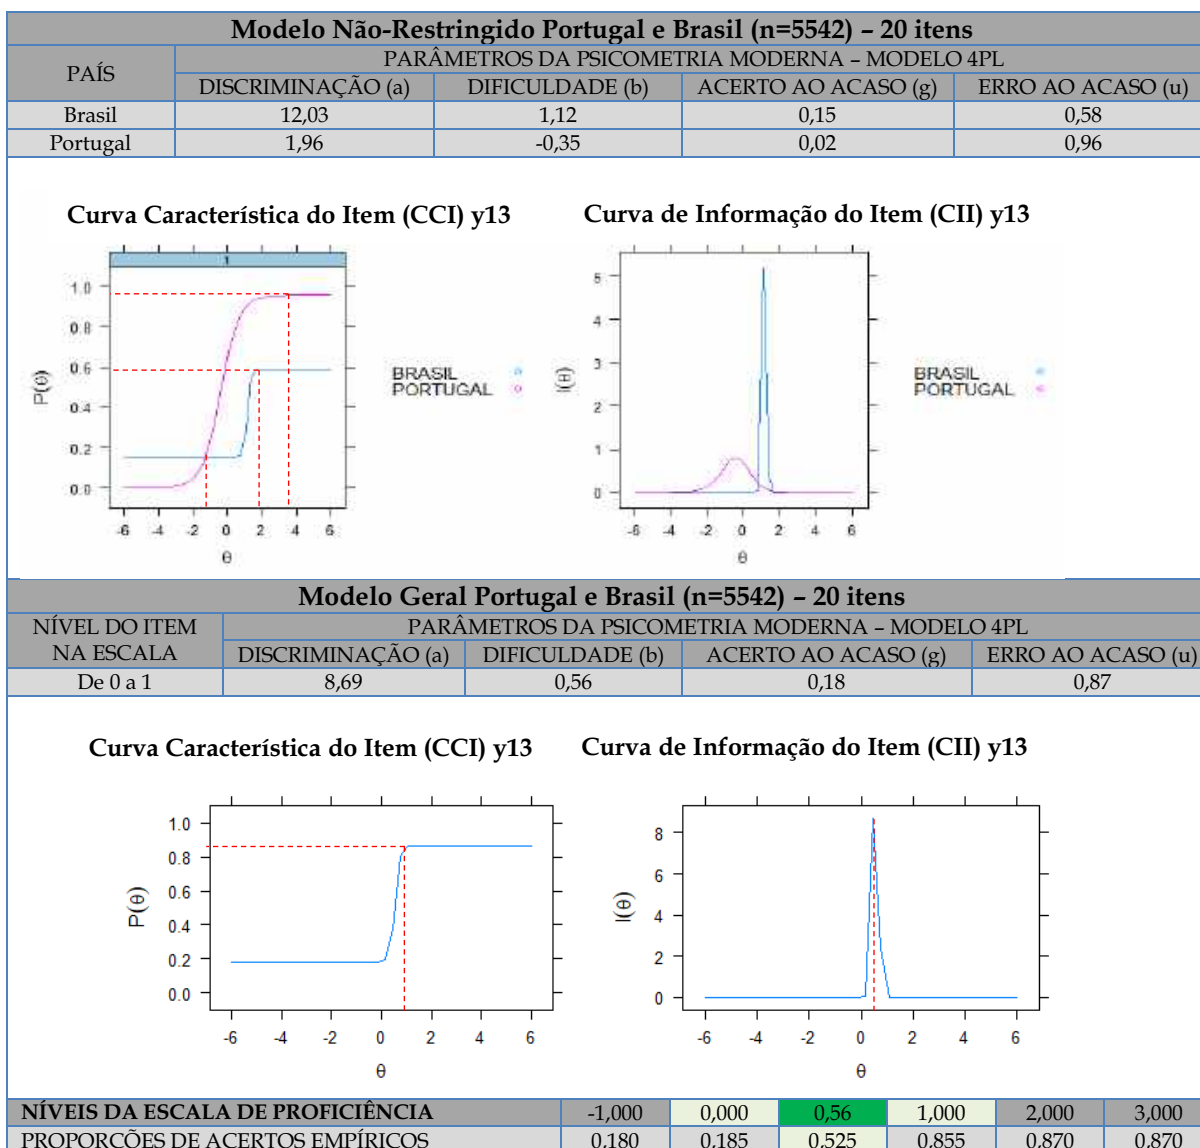 Modelo Não-Restringido Portugal e Brasil (n=5542) – 20 itens
PAÍS
PARÂMETROS DA PSICOMETRIA MODERNA – MODELO 4PL
DISCRIMINAÇÃO (a) DIFICULDADE (b) ACERTO AO ACASO (g) ERRO AO ACASO (u)
Brasil 12,03 1,12 0,15 0,58
Portugal 1,96 -0,35 0,02 0,96
Curva Característica do Item (CCI) y13
Curva de Informação do Item (CII) y13
1
1.0
0.8
0.6
0.4
0.2
0.0
P(θ)
-6 -4 -2 0 2 4 6
θ
BRASIL
PORTUGAL
5
4
3
2
1
0
I(θ)
-6 -4 -2 0 2 4 6
θ
BRASIL
PORTUGAL
Modelo Geral Portugal e Brasil (n=5542) – 20 itens
NÍVEL DO ITEM NA ESCALA
PARÂMETROS DA PSICOMETRIA MODERNA – MODELO 4PL
DISCRIMINAÇÃO (a) DIFICULDADE (b) ACERTO AO ACASO (g) ERRO AO ACASO (u)
De 0 a 1 8,69 0,56 0,18 0,87
Curva Característica do Item (CCI) y13
Curva de Informação do Item (CII) y13
1.0
0.8
0.6
0.4
0.2
0.0
P(θ)
-6 -4 -2 0 2 4 6
θ
8
6
4
2
0
I(θ)
-6 -4 -2 0 2 4 6
θ
NÍVEIS DA ESCALA DE PROFICIÊNCIA -1,000 0,000 0,56 1,000 2,000 3,000
PROPORÇÕES DE ACERTOS EMPÍRICOS 0,180 0,185 0,525 0,855 0,870 0,870